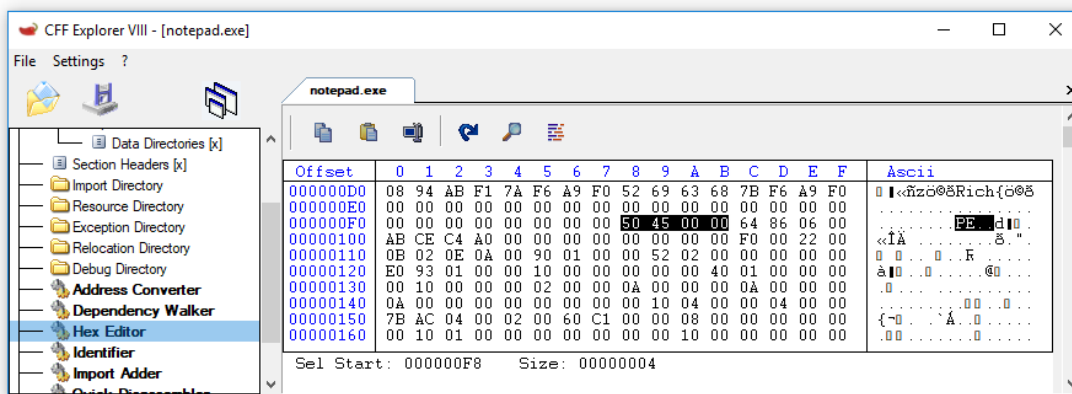 CFF Explorer VIII - [notepad.exe]
File Settings ?
notepad.exe
Data Directories [x]
Section Headers [x]
Import Directory
Resource Directory
Exception Directory
Relocation Directory
Debug Directory
Address Converter
Dependency Walker
Hex Editor
Identifier
Import Adder
Offset 0 1 2 3 4 5 6 7 8 9 A B C D E F Ascii
000000D0 08 94 AB F1 7A F6 A9 F0 52 69 63 68 7B F6 A9 F0 «ñzö©ðRich{ö©ð
000000E0 00 00 00 00 00 00 00 00 00 00 00 00 00 00 00 00 ................
000000F0 00 00 00 00 00 00 00 00 50 45 00 00 64 86 06 00 ........PE..d.
00000100 AB CE C4 A0 00 00 00 00 00 00 00 00 F0 00 22 00 «ÎÄ ........ð.".
00000110 0B 02 0E 0A 00 90 01 00 00 00 52 02 00 00 00 00 ..R.....
00000120 E0 93 01 00 00 10 00 00 00 00 00 40 01 00 00 00 à.......@...
00000130 00 10 00 00 00 02 00 00 0A 00 00 00 0A 00 00 00
00000140 0A 00 00 00 00 00 00 00 00 10 04 00 00 04 00 00
00000150 7B AC 04 00 02 00 60 C1 00 00 08 00 00 00 00 00 {¬.`Á.......
00000160 00 10 01 00 00 00 00 00 00 00 10 00 00 00 00 00
Sel Start: 000000F8 Size: 00000004